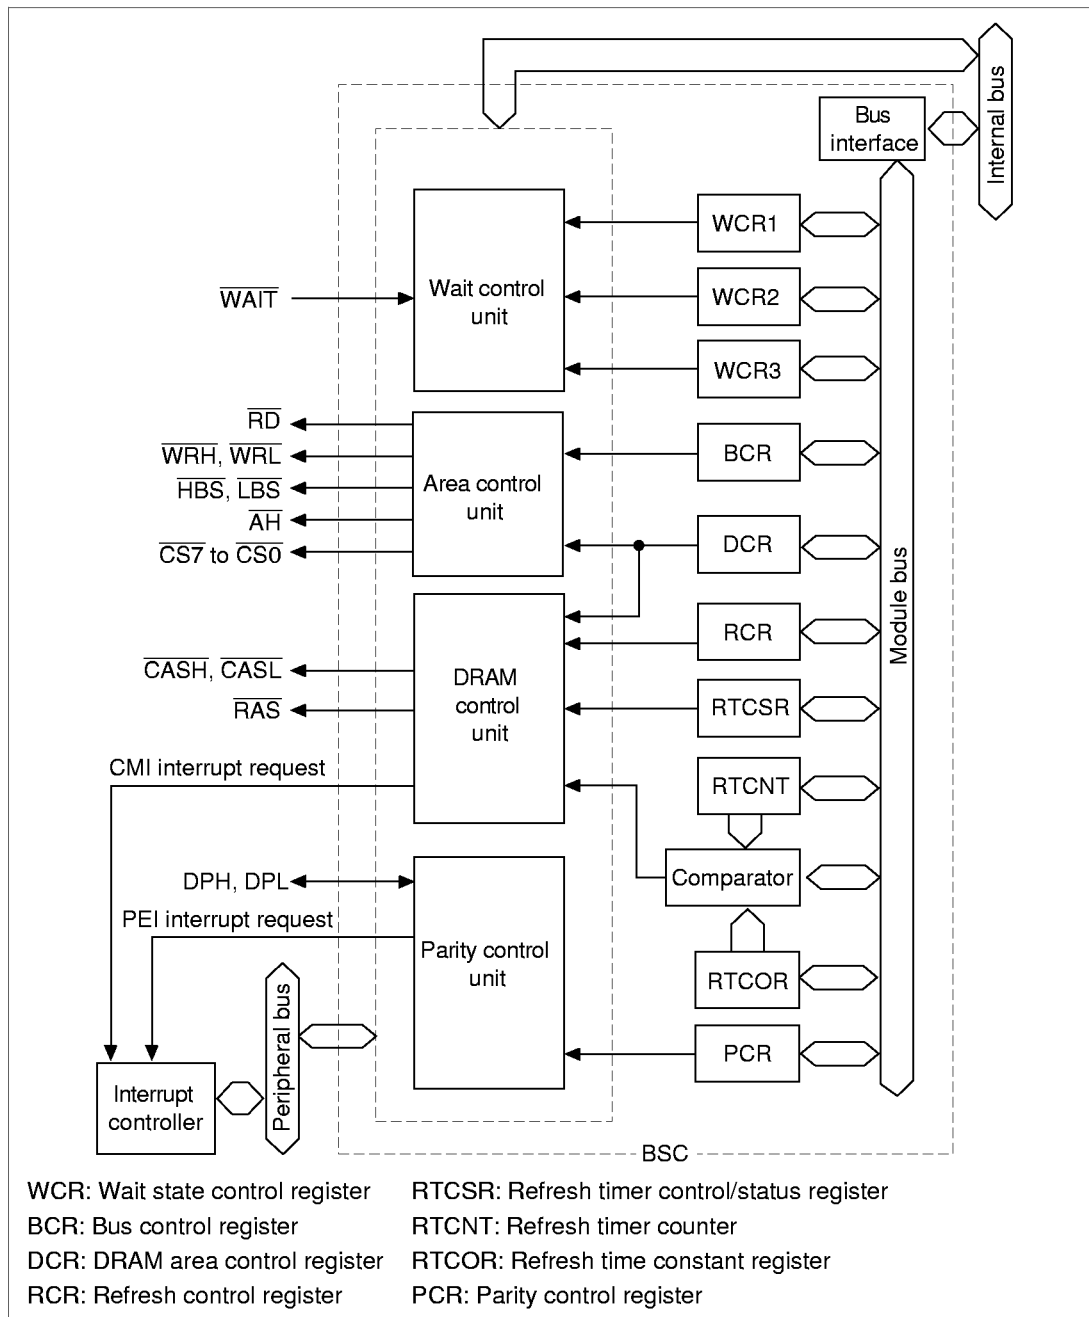 Internal bus
Bus
interface
WCR1
WAIT
Wait control
unit
WCR2
WCR3
RD
WRH, WRL
HBS, LBS
AH
CS7 to CS0
Area control
unit
BCR
DCR
Module bus
RCR
CASH, CASL
RAS
DRAM
control
unit
RTCSR
CMI interrupt request
RTCNT
DPH, DPL
Comparator
PEI interrupt request
Parity control
unit
RTCOR
Peripheral bus
PCR
Interrupt
controller
BSC
WCR: Wait state control register
BCR: Bus control register
DCR: DRAM area control register
RCR: Refresh control register
RTCSR: Refresh timer control/status register
RTCNT: Refresh timer counter
RTCOR: Refresh time constant register
PCR: Parity control register